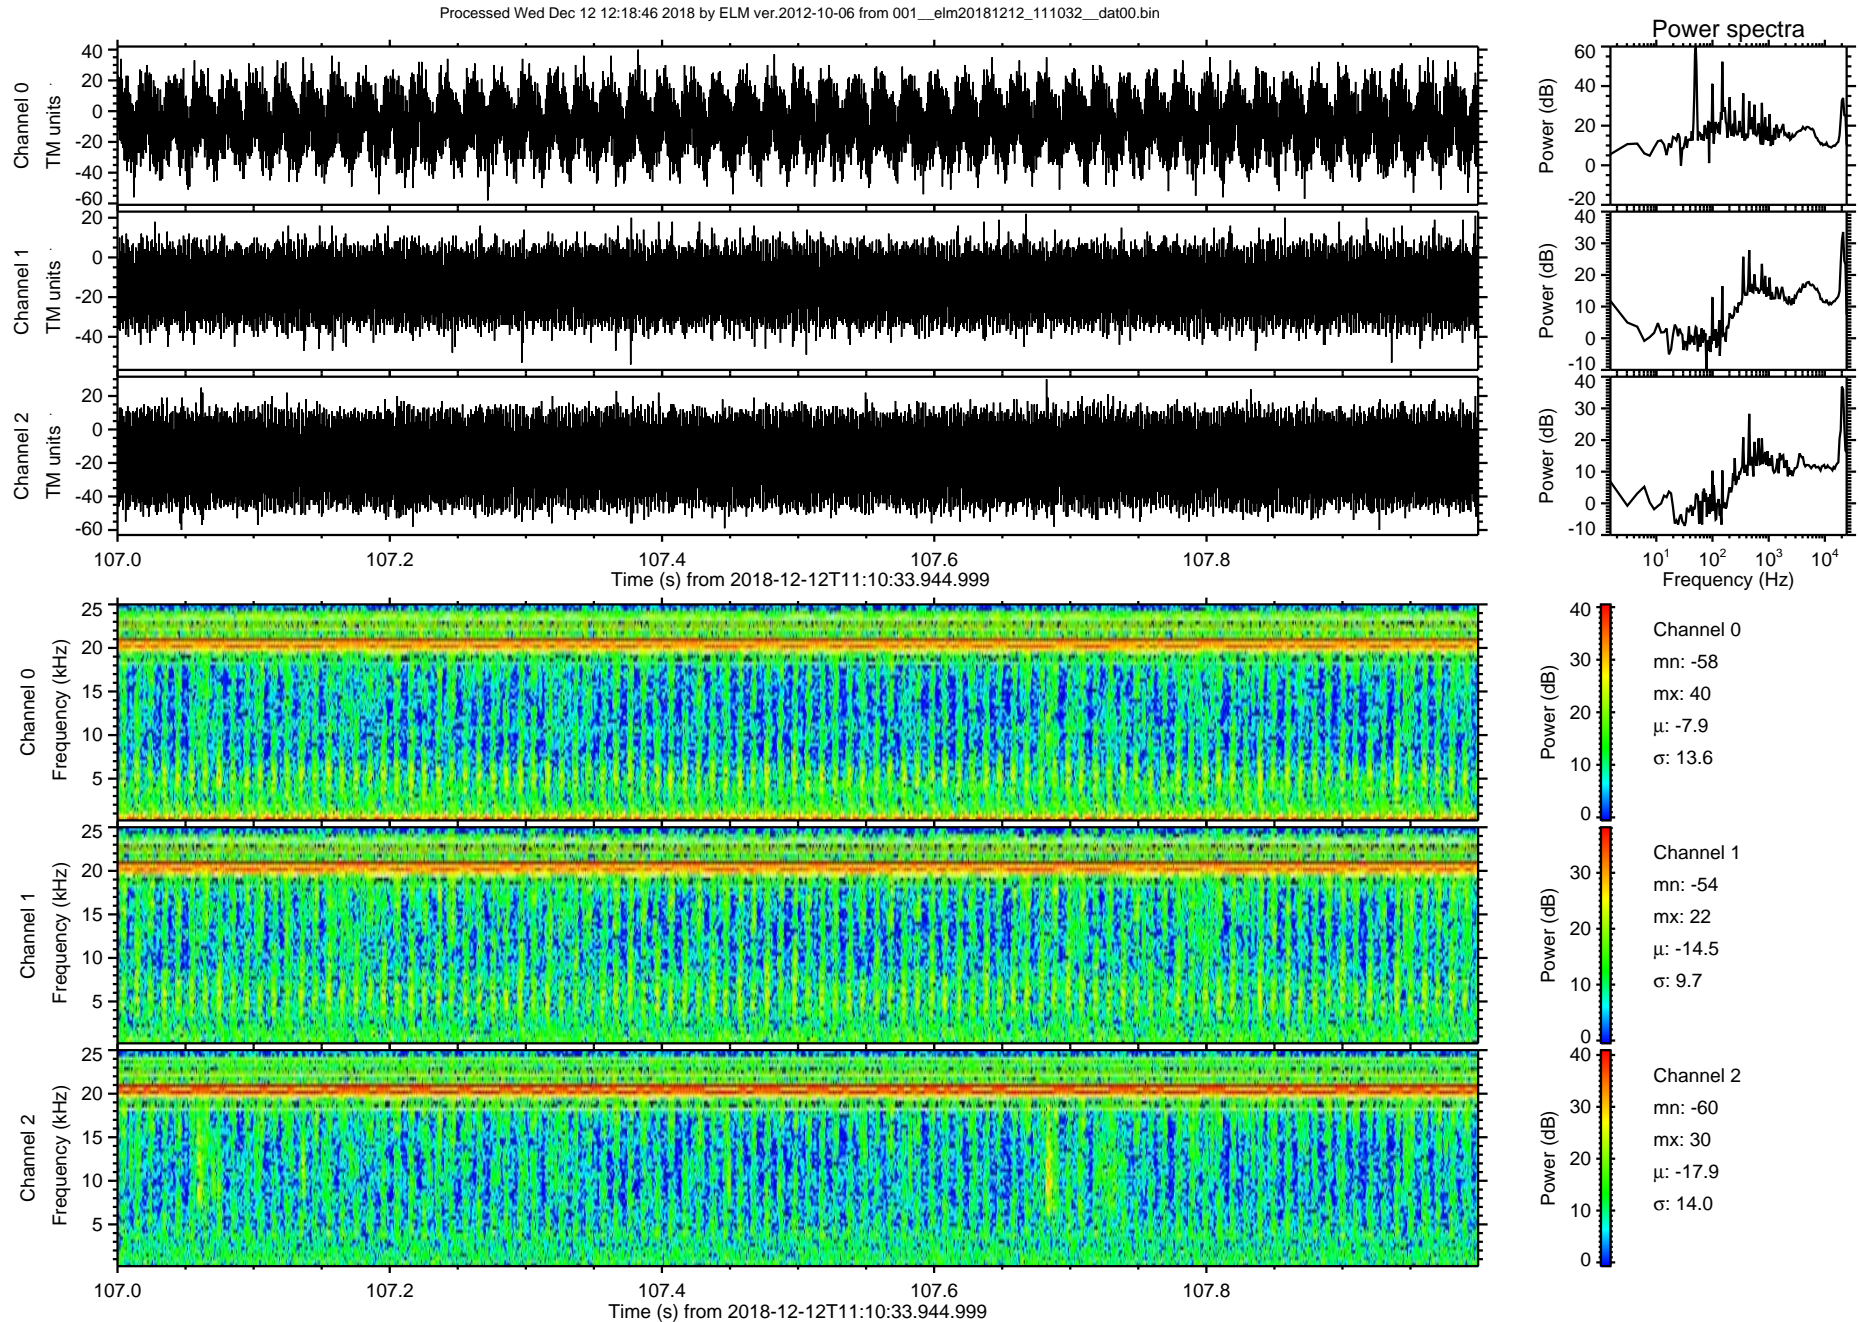 Processed Wed Dec 12 12:18:46 2018 by ELM ver.2012-10-06 from 001__elm20181212_111032__dat00.bin
Power spectra
Channel 0
TM units
40
20
0
-20
-40
-60
Power (dB)
60
40
20
0
-20
Channel 1
TM units
20
0
-20
-40
Power (dB)
40
30
20
10
0
-10
Channel 2
TM units
20
0
-20
-40
-60
Power (dB)
40
30
20
10
0
-10
107.0 107.2 107.4 107.6 107.8
Time (s) from 2018-12-12T11:10:33.944.999
10^1 10^2 10^3 10^4
Frequency (Hz)
Channel 0
Frequency (kHz)
25
20
15
10
5
Power (dB)
40
30
20
10
0
Channel 0
mn: -58
mx: 40
μ: -7.9
σ: 13.6
Channel 1
Frequency (kHz)
25
20
15
10
5
Power (dB)
30
20
10
0
Channel 1
mn: -54
mx: 22
μ: -14.5
σ: 9.7
Channel 2
Frequency (kHz)
25
20
15
10
5
Power (dB)
40
30
20
10
0
Channel 2
mn: -60
mx: 30
μ: -17.9
σ: 14.0
107.0 107.2 107.4 107.6 107.8
Time (s) from 2018-12-12T11:10:33.944.999